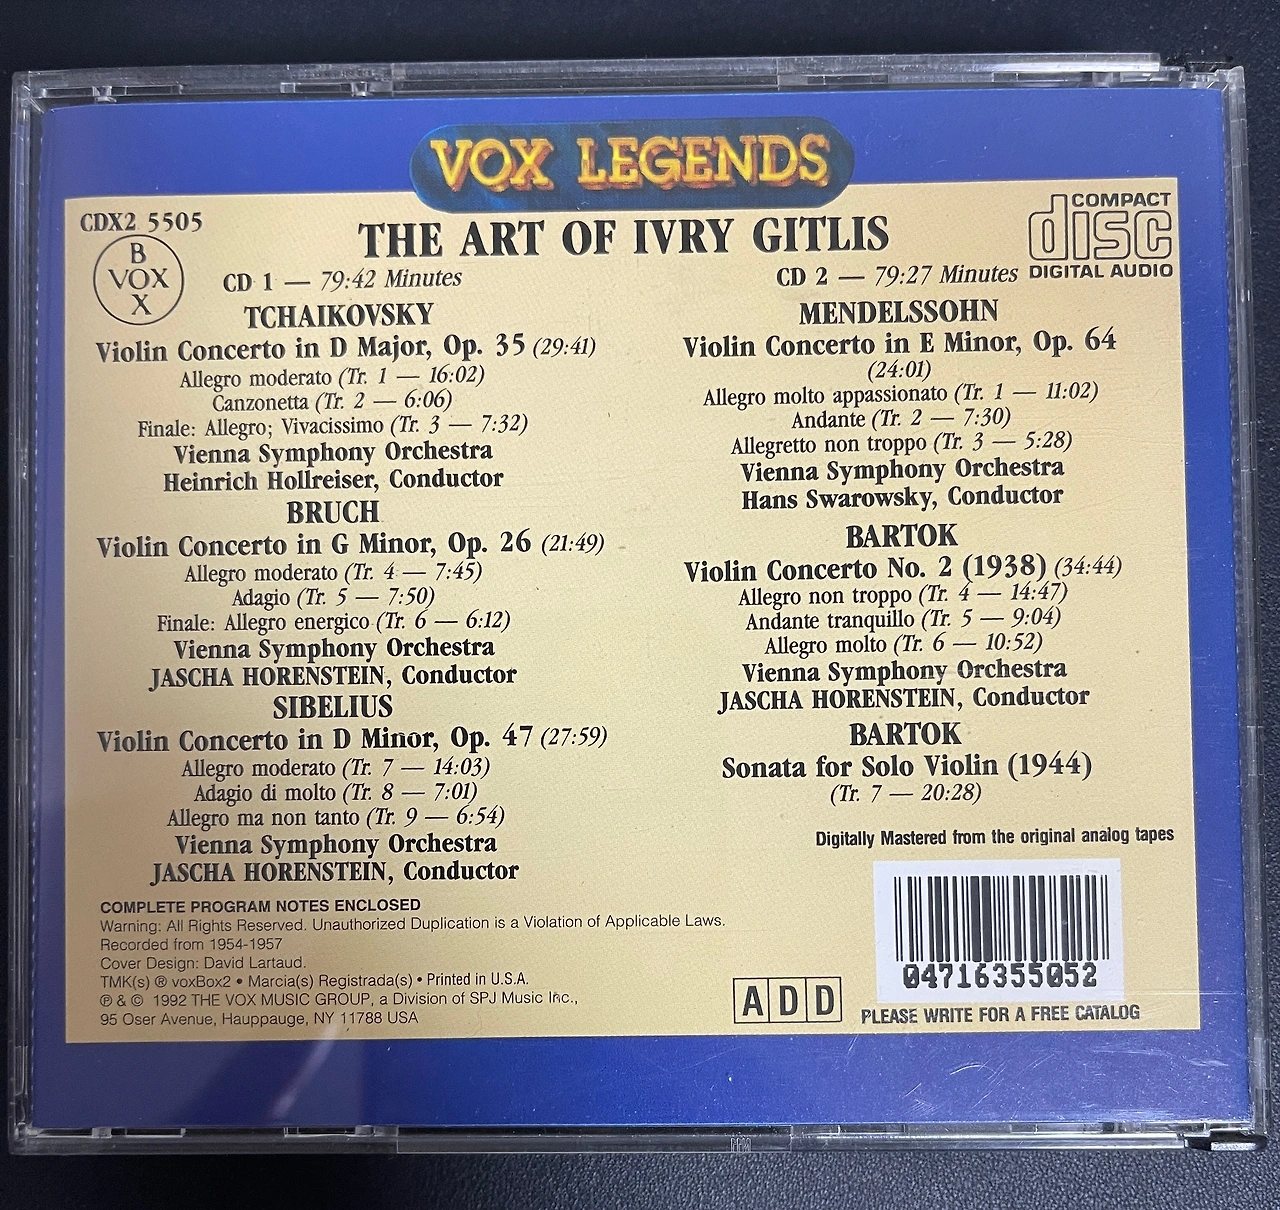 VOX LEGENDS
CDX2 5505
B
VOX
X
THE ART OF IVRY GITLIS
COMPACT
disc
DIGITAL AUDIO
CD 1 — 79:42 Minutes
TCHAIKOVSKY
Violin Concerto in D Major, Op. 35 (29:41)
Allegro moderato (Tr. 1 — 16:02)
Canzonetta (Tr. 2 — 6:06)
Finale: Allegro; Vivacissimo (Tr. 3 — 7:32)
Vienna Symphony Orchestra
Heinrich Hollreiser, Conductor
BRUCH
Violin Concerto in G Minor, Op. 26 (21:49)
Allegro moderato (Tr. 4 — 7:45)
Adagio (Tr. 5 — 7:50)
Finale: Allegro energico (Tr. 6 — 6:12)
Vienna Symphony Orchestra
JASCHA HORENSTEIN, Conductor
SIBELIUS
Violin Concerto in D Minor, Op. 47 (27:59)
Allegro moderato (Tr. 7 — 14:03)
Adagio di molto (Tr. 8 — 7:01)
Allegro ma non tanto (Tr. 9 — 6:54)
Vienna Symphony Orchestra
JASCHA HORENSTEIN, Conductor
CD 2 — 79:27 Minutes
MENDELSSOHN
Violin Concerto in E Minor, Op. 64
(24:01)
Allegro molto appassionato (Tr. 1 — 11:02)
Andante (Tr. 2 — 7:30)
Allegretto non troppo (Tr. 3 — 5:28)
Vienna Symphony Orchestra
Hans Swarowsky, Conductor
BARTOK
Violin Concerto No. 2 (1938) (34:44)
Allegro non troppo (Tr. 4 — 14:47)
Andante tranquillo (Tr. 5 — 9:04)
Allegro molto (Tr. 6 — 10:52)
Vienna Symphony Orchestra
JASCHA HORENSTEIN, Conductor
BARTOK
Sonata for Solo Violin (1944)
(Tr. 7 — 20:28)
Digitally Mastered from the original analog tapes
COMPLETE PROGRAM NOTES ENCLOSED
Warning: All Rights Reserved. Unauthorized Duplication is a Violation of Applicable Laws.
Recorded from 1954-1957
Cover Design: David Lartaud.
TMK(s) ® voxBox2 • Marcia(s) Registrada(s) • Printed in U.S.A.
℗ & © 1992 THE VOX MUSIC GROUP, a Division of SPJ Music Inc.,
95 Oser Avenue, Hauppauge, NY 11788 USA
ADD
04716355052
PLEASE WRITE FOR A FREE CATALOG